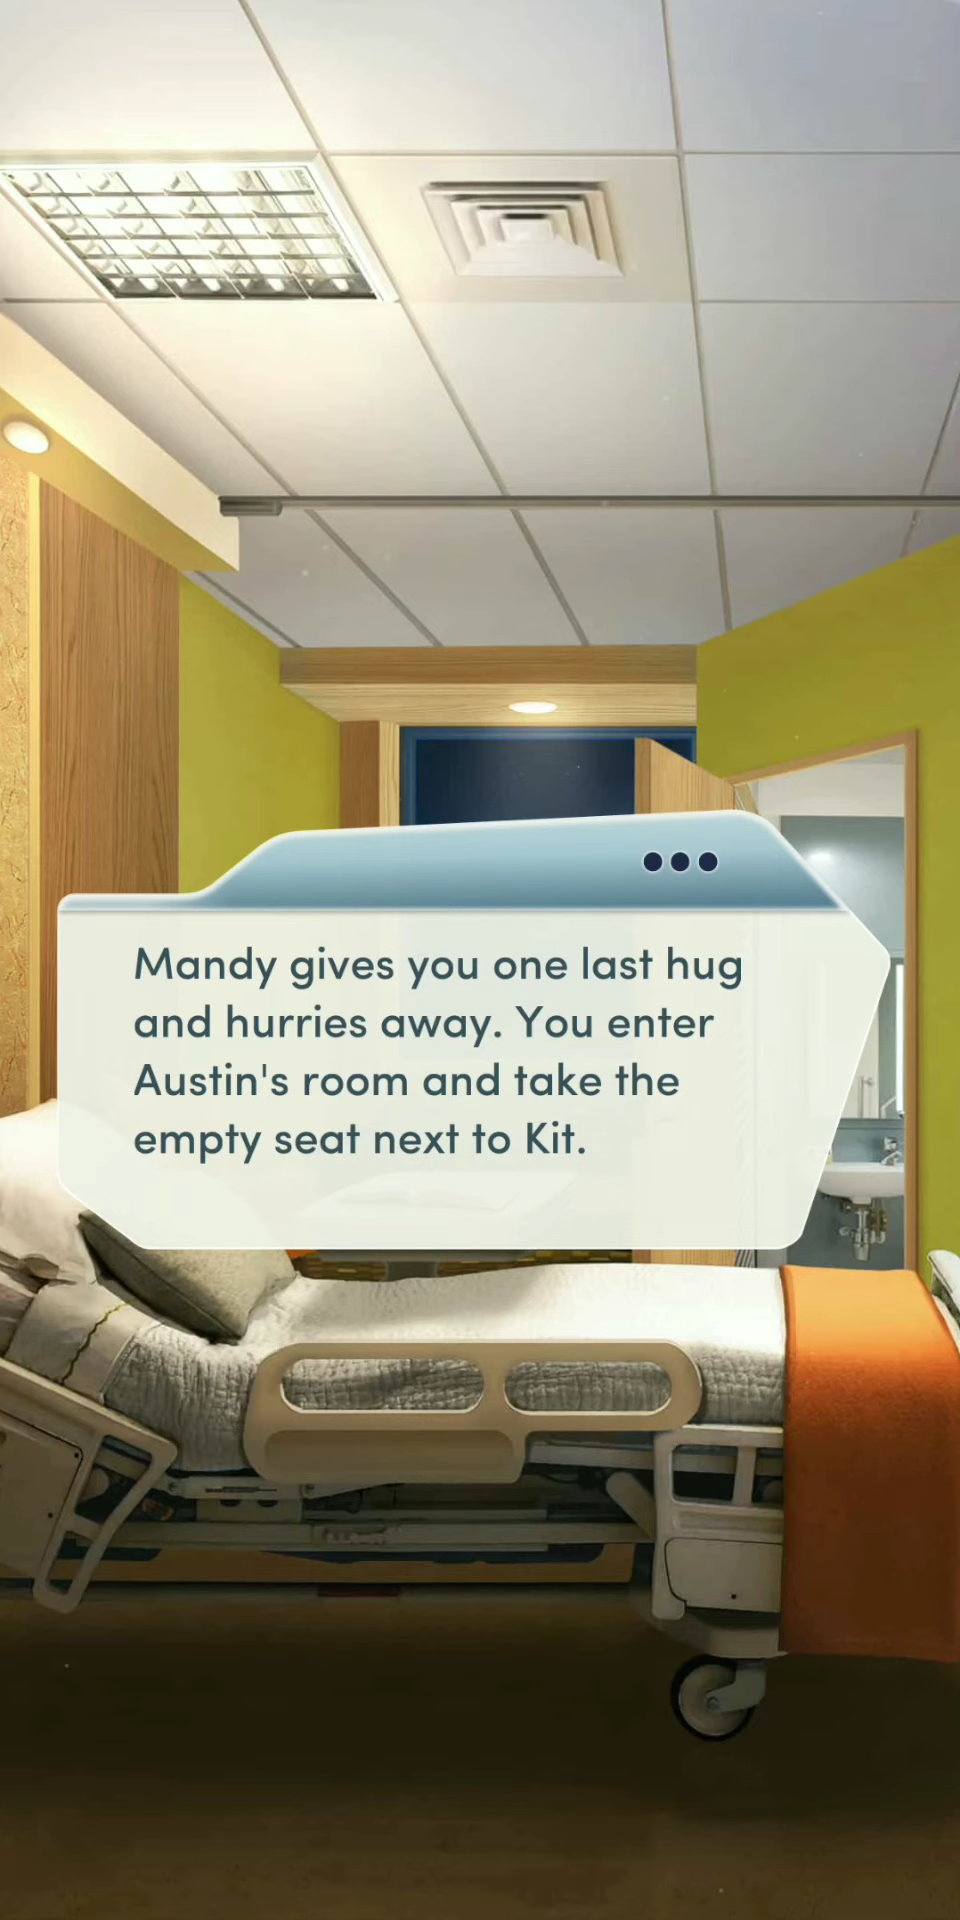 Mandy gives you one last hug
and hurries away. You enter
Austin's room and take the
empty seat next to Kit.